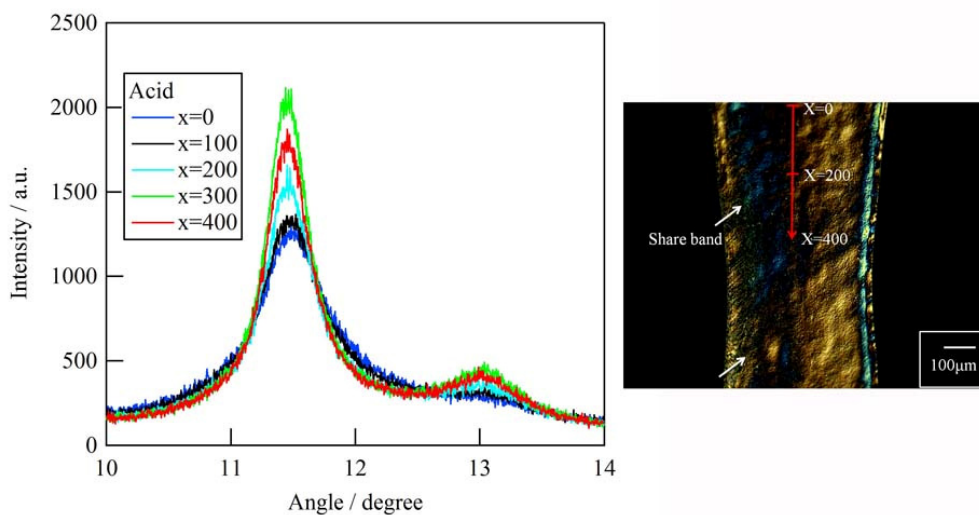 2500
2000
1500
1000
500
0
Intensity / a.u.
Acid
x=0
x=100
x=200
x=300
x=400
10 11 12 13 14
Angle / degree
X=0
X=200
X=400
Share band
100μm